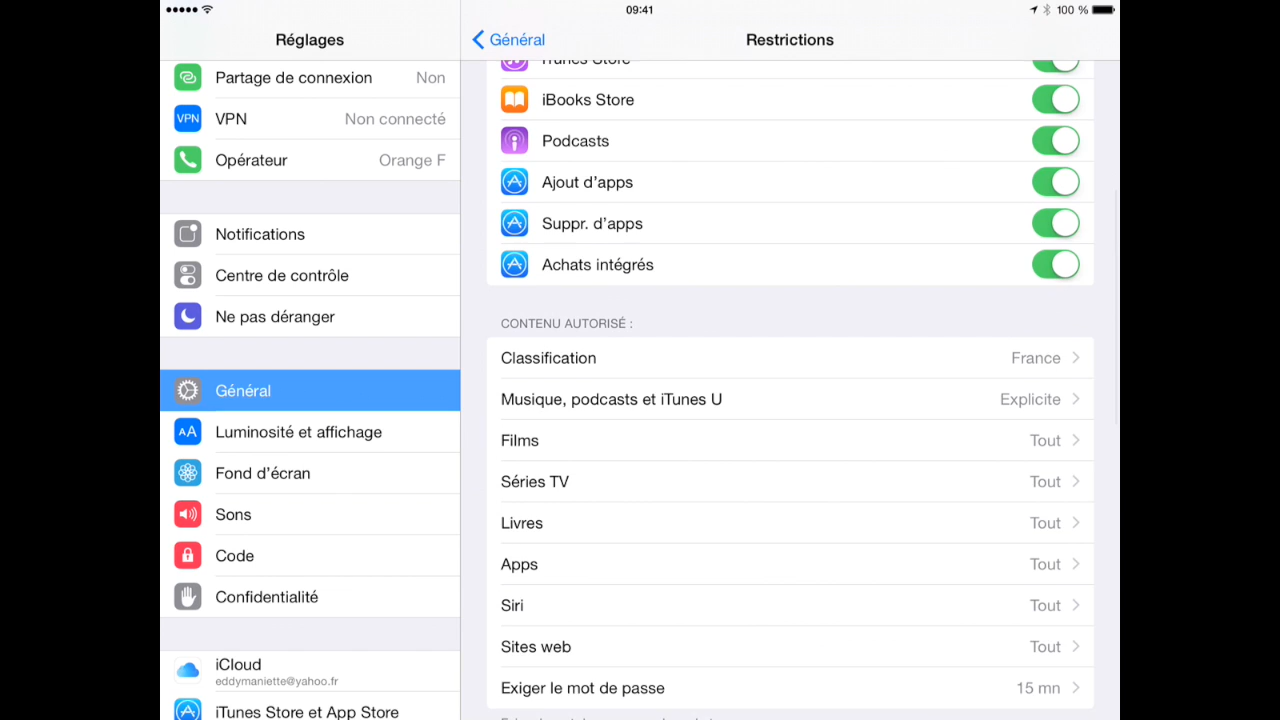 09:41
100 %
Réglages
Général
Restrictions
Partage de connexion Non
VPN VPN Non connecté
Opérateur Orange F
Notifications
Centre de contrôle
Ne pas déranger
Général
AA Luminosité et affichage
Fond d’écran
Sons
Code
Confidentialité
iCloud
eddymaniette@yahoo.fr
iTunes Store et App Store
iTunes Store
iBooks Store
Podcasts
Ajout d’apps
Suppr. d’apps
Achats intégrés
CONTENU AUTORISÉ :
Classification France
Musique, podcasts et iTunes U Explicite
Films Tout
Séries TV Tout
Livres Tout
Apps Tout
Siri Tout
Sites web Tout
Exiger le mot de passe 15 mn